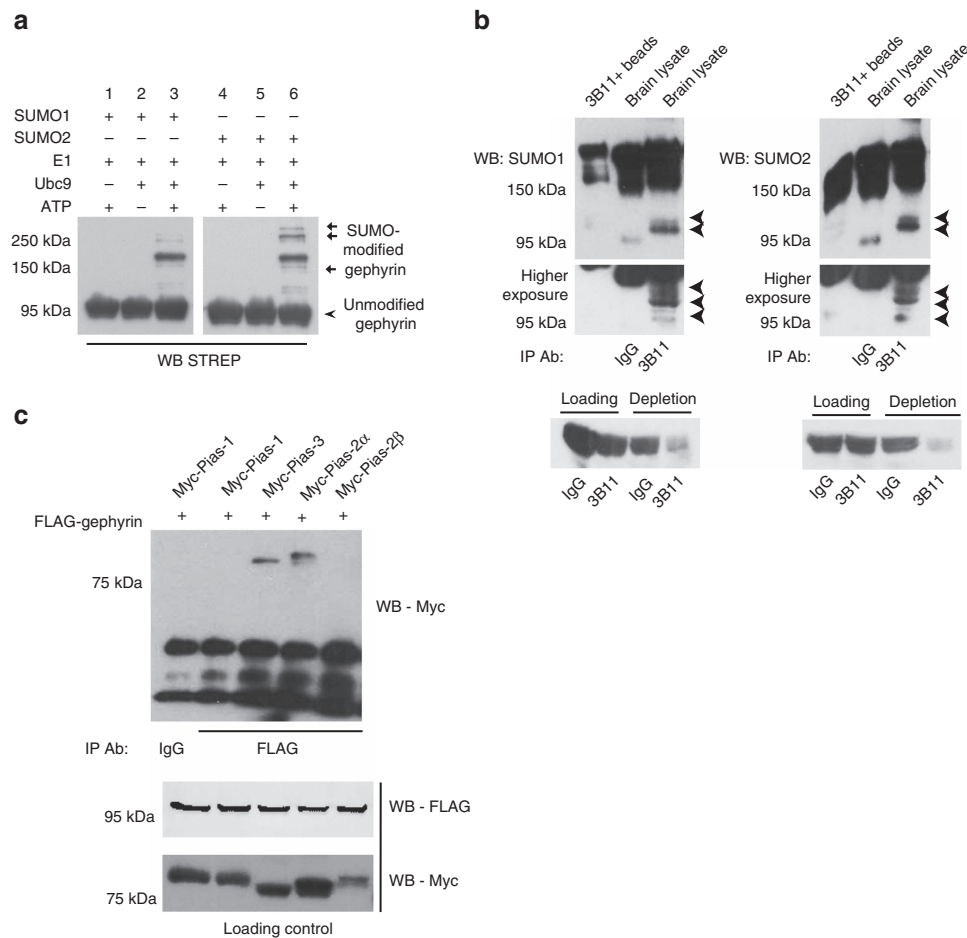 a
1 2 3 4 5 6
SUMO1 + + + – – –
SUMO2 – – – + + +
E1 + + + + + +
Ubc9 – + + – + +
ATP + – + + – +
250 kDa
150 kDa
95 kDa
SUMO-
modified
gephyrin
Unmodified
gephyrin
WB STREP
b
3B11+ beads
Brain lysate
Brain lysate
WB: SUMO1
150 kDa
95 kDa
Higher
exposure
95 kDa
IP Ab: IgG 3B11
Loading Depletion
IgG 3B11 IgG 3B11
3B11+ beads
Brain lysate
Brain lysate
WB: SUMO2
150 kDa
95 kDa
Higher
exposure
95 kDa
IP Ab: IgG 3B11
Loading Depletion
IgG 3B11 IgG 3B11
c
Myc-Pias-1
Myc-Pias-1
Myc-Pias-3
Myc-Pias-2α
Myc-Pias-2β
FLAG-gephyrin + + + + +
75 kDa
WB - Myc
IP Ab: IgG FLAG
95 kDa
WB - FLAG
75 kDa
WB - Myc
Loading control